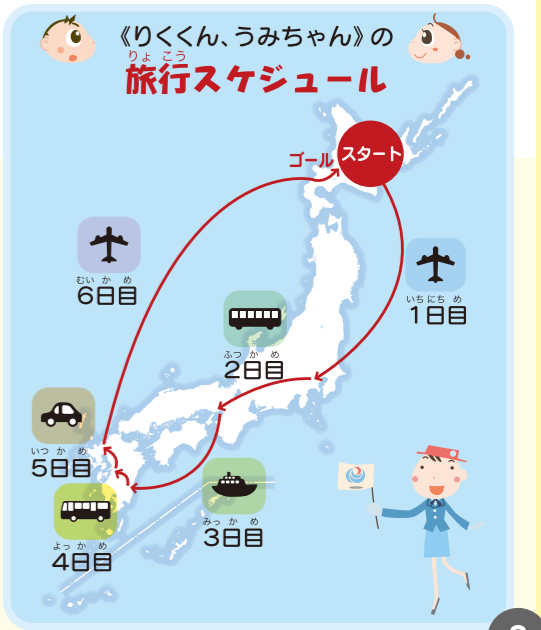 《りくくん、うみちゃん》の
りょこう
旅行スケジュール
スタート
ゴール
いちにちめ
1日目
ふつかめ
2日目
みっかめ
3日目
よっかめ
4日目
いつかめ
5日目
むいかめ
6日目